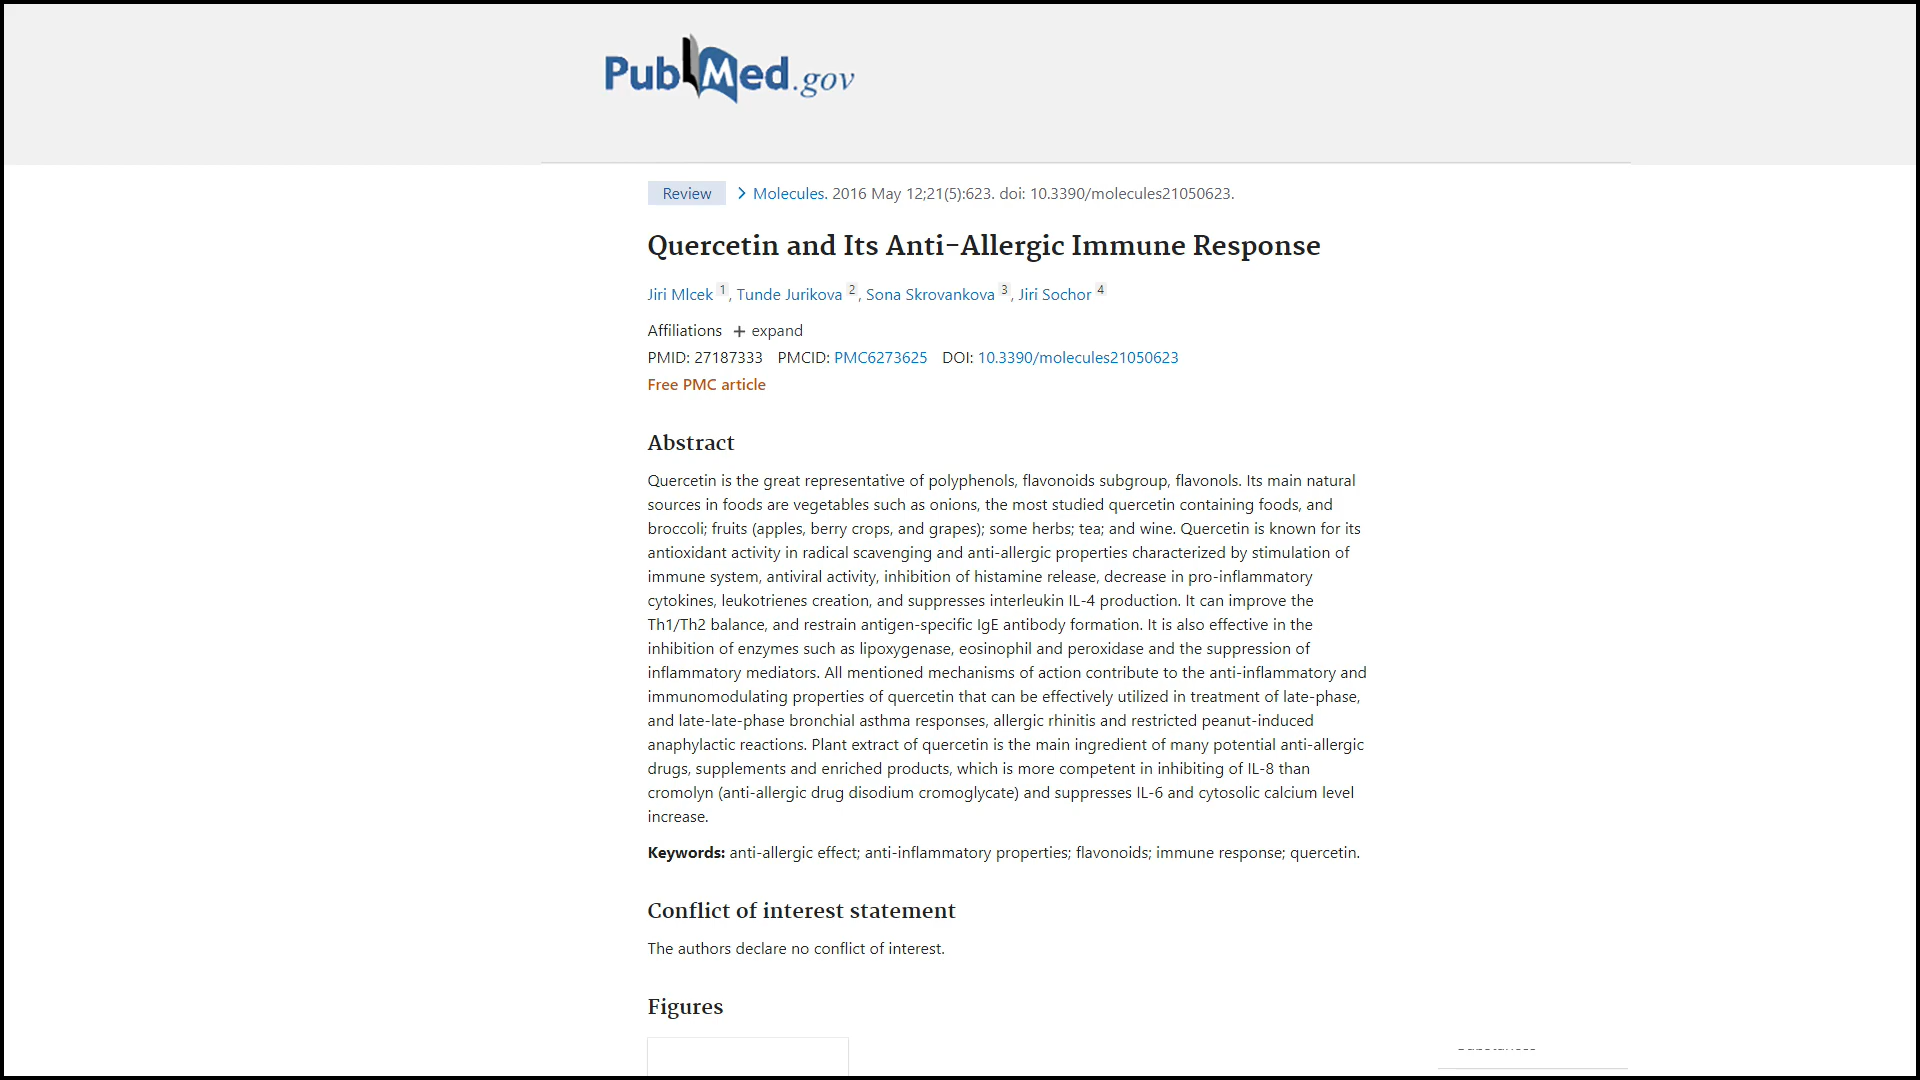 PubMed.gov
Review > Molecules. 2016 May 12;21(5):623. doi: 10.3390/molecules21050623.
Quercetin and Its Anti-Allergic Immune Response
Jiri Mlcek 1, Tunde Jurikova 2, Sona Skrovankova 3, Jiri Sochor 4
Affiliations + expand
PMID: 27187333 PMCID: PMC6273625 DOI: 10.3390/molecules21050623
Free PMC article
Abstract
Quercetin is the great representative of polyphenols, flavonoids subgroup, flavonols. Its main natural
sources in foods are vegetables such as onions, the most studied quercetin containing foods, and
broccoli; fruits (apples, berry crops, and grapes); some herbs; tea; and wine. Quercetin is known for its
antioxidant activity in radical scavenging and anti-allergic properties characterized by stimulation of
immune system, antiviral activity, inhibition of histamine release, decrease in pro-inflammatory
cytokines, leukotrienes creation, and suppresses interleukin IL-4 production. It can improve the
Th1/Th2 balance, and restrain antigen-specific IgE antibody formation. It is also effective in the
inhibition of enzymes such as lipoxygenase, eosinophil and peroxidase and the suppression of
inflammatory mediators. All mentioned mechanisms of action contribute to the anti-inflammatory and
immunomodulating properties of quercetin that can be effectively utilized in treatment of late-phase,
and late-late-phase bronchial asthma responses, allergic rhinitis and restricted peanut-induced
anaphylactic reactions. Plant extract of quercetin is the main ingredient of many potential anti-allergic
drugs, supplements and enriched products, which is more competent in inhibiting of IL-8 than
cromolyn (anti-allergic drug disodium cromoglycate) and suppresses IL-6 and cytosolic calcium level
increase.
Keywords: anti-allergic effect; anti-inflammatory properties; flavonoids; immune response; quercetin.
Conflict of interest statement
The authors declare no conflict of interest.
Figures